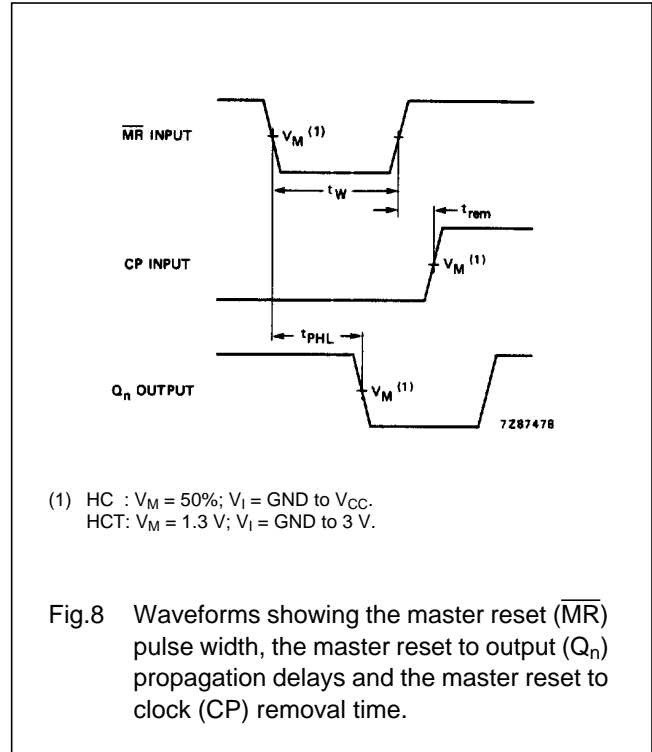 M̅R̅ INPUT
V_M (1)
t_W
t_rem
CP INPUT
V_M (1)
t_PHL
Q_n OUTPUT
V_M (1)
7Z87478
(1) HC : V_M = 50%; V_I = GND to V_CC.
HCT: V_M = 1.3 V; V_I = GND to 3 V.
Fig.8 Waveforms showing the master reset (M̅R̅)
pulse width, the master reset to output (Q_n)
propagation delays and the master reset to
clock (CP) removal time.